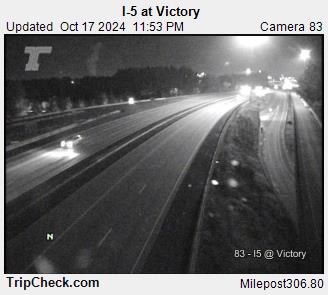 I-5 at Victory
Updated Oct 17 2024 11:53 PM Camera 83
T
N
83 - I5 @ Victory
TripCheck.com Milepost306.80